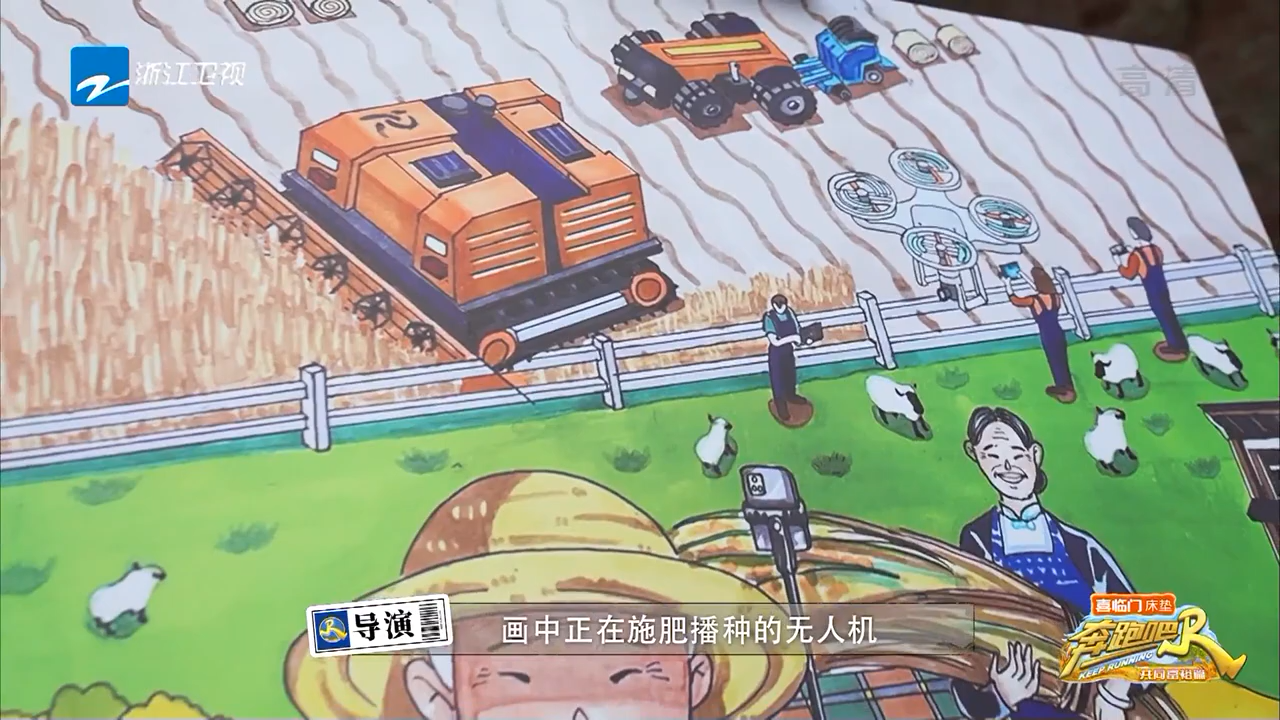 浙江卫视
高清
导演
画中正在施肥播种的无人机
喜临门床垫
奔跑吧R
KEEP RUNNING
共同富裕篇